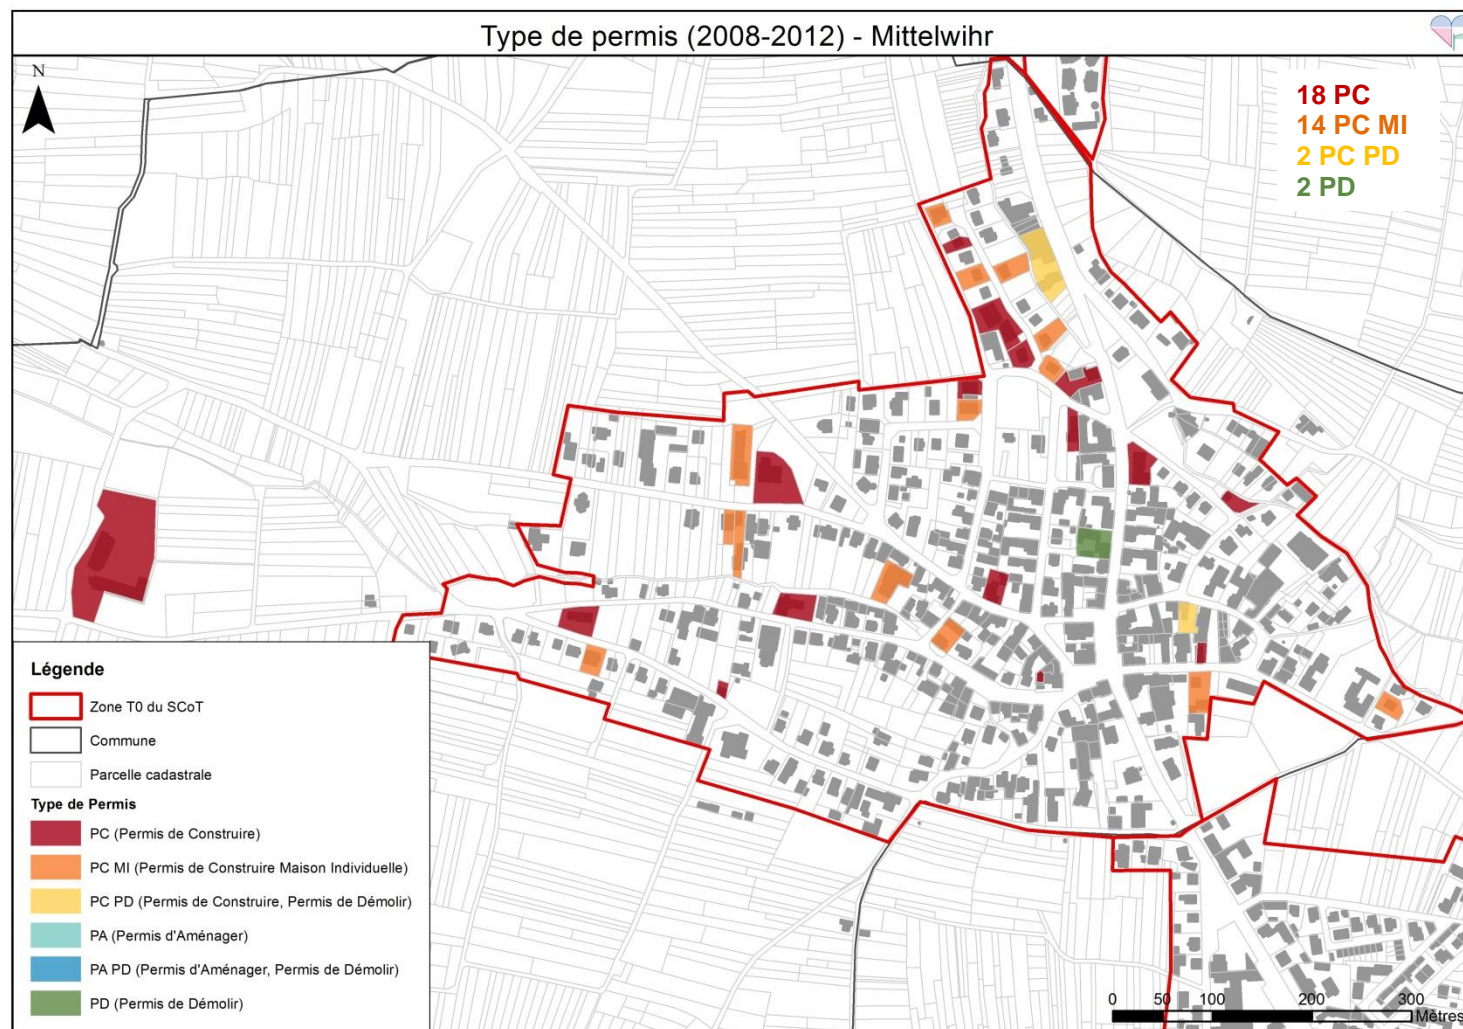 Type de permis (2008-2012) - Mittelwihr
N
18 PC
14 PC MI
2 PC PD
2 PD
Légende
Zone T0 du SCoT
Commune
Parcelle cadastrale
Type de Permis
PC (Permis de Construire)
PC MI (Permis de Construire Maison Individuelle)
PC PD (Permis de Construire, Permis de Démolir)
PA (Permis d'Aménager)
PA PD (Permis d'Aménager, Permis de Démolir)
PD (Permis de Démolir)
0 50 100 200 300
Mètres